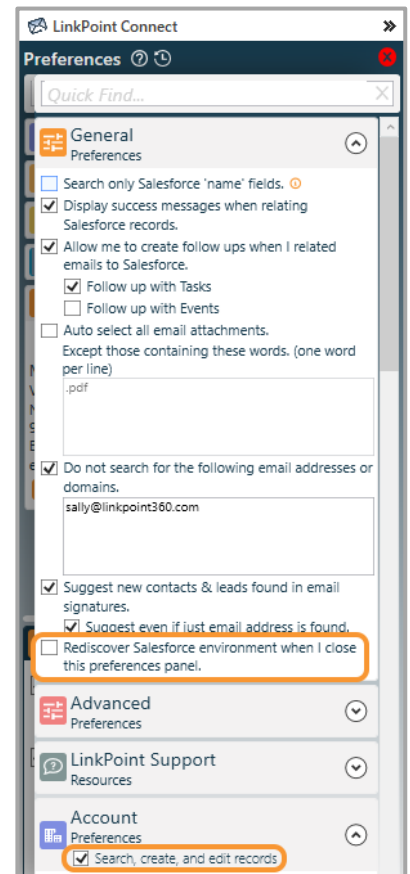 LinkPoint Connect
Preferences
Quick Find...
General
Preferences
Search only Salesforce 'name' fields.
Display success messages when relating
Salesforce records.
Allow me to create follow ups when I related
emails to Salesforce.
Follow up with Tasks
Follow up with Events
Auto select all email attachments.
Except those containing these words. (one word
per line)
.pdf
Do not search for the following email addresses or
domains.
sally@linkpoint360.com
Suggest new contacts & leads found in email
signatures.
Suggest even if just email address is found.
Rediscover Salesforce environment when I close
this preferences panel.
Advanced
Preferences
LinkPoint Support
Resources
Account
Preferences
Search, create, and edit records